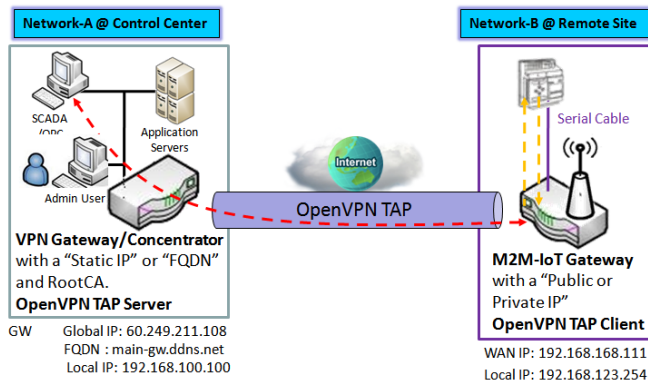 Network-A @ Control Center
Network-B @ Remote Site
SCADA
/OPC
Application
Servers
Admin User
Internet
Serial Cable
OpenVPN TAP
VPN Gateway/Concentrator
with a “Static IP” or “FQDN”
and RootCA.
OpenVPN TAP Server
M2M-IoT Gateway
with a “Public or
Private IP”
OpenVPN TAP Client
GW Global IP: 60.249.211.108
FQDN : main-gw.ddns.net
Local IP: 192.168.100.100
WAN IP: 192.168.168.111
Local IP: 192.168.123.254